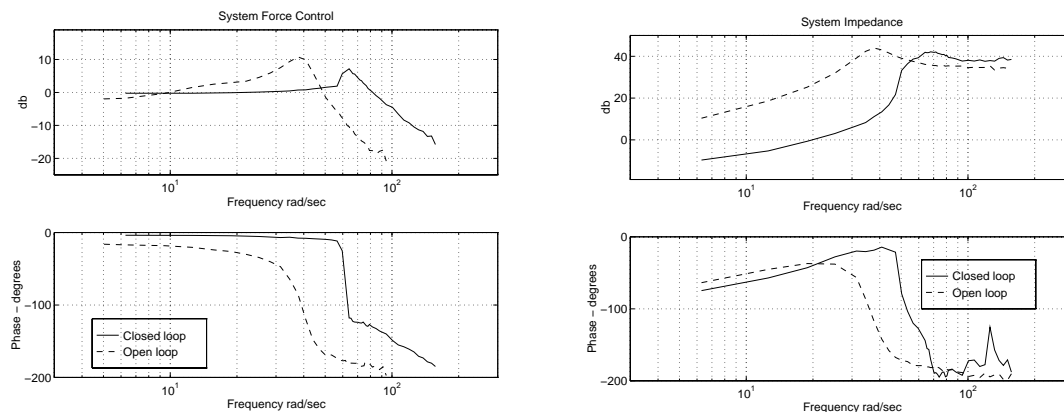 System Force Control
10
0
−10
−20
db
10^1
10^2
Frequency rad/sec
0
−100
−200
Phase − degrees
Closed loop
Open loop
10^1
10^2
Frequency rad/sec
System Impedance
40
20
0
db
10^1
10^2
Frequency rad/sec
0
−100
−200
Phase − degrees
Closed loop
Open loop
10^1
10^2
Frequency rad/sec